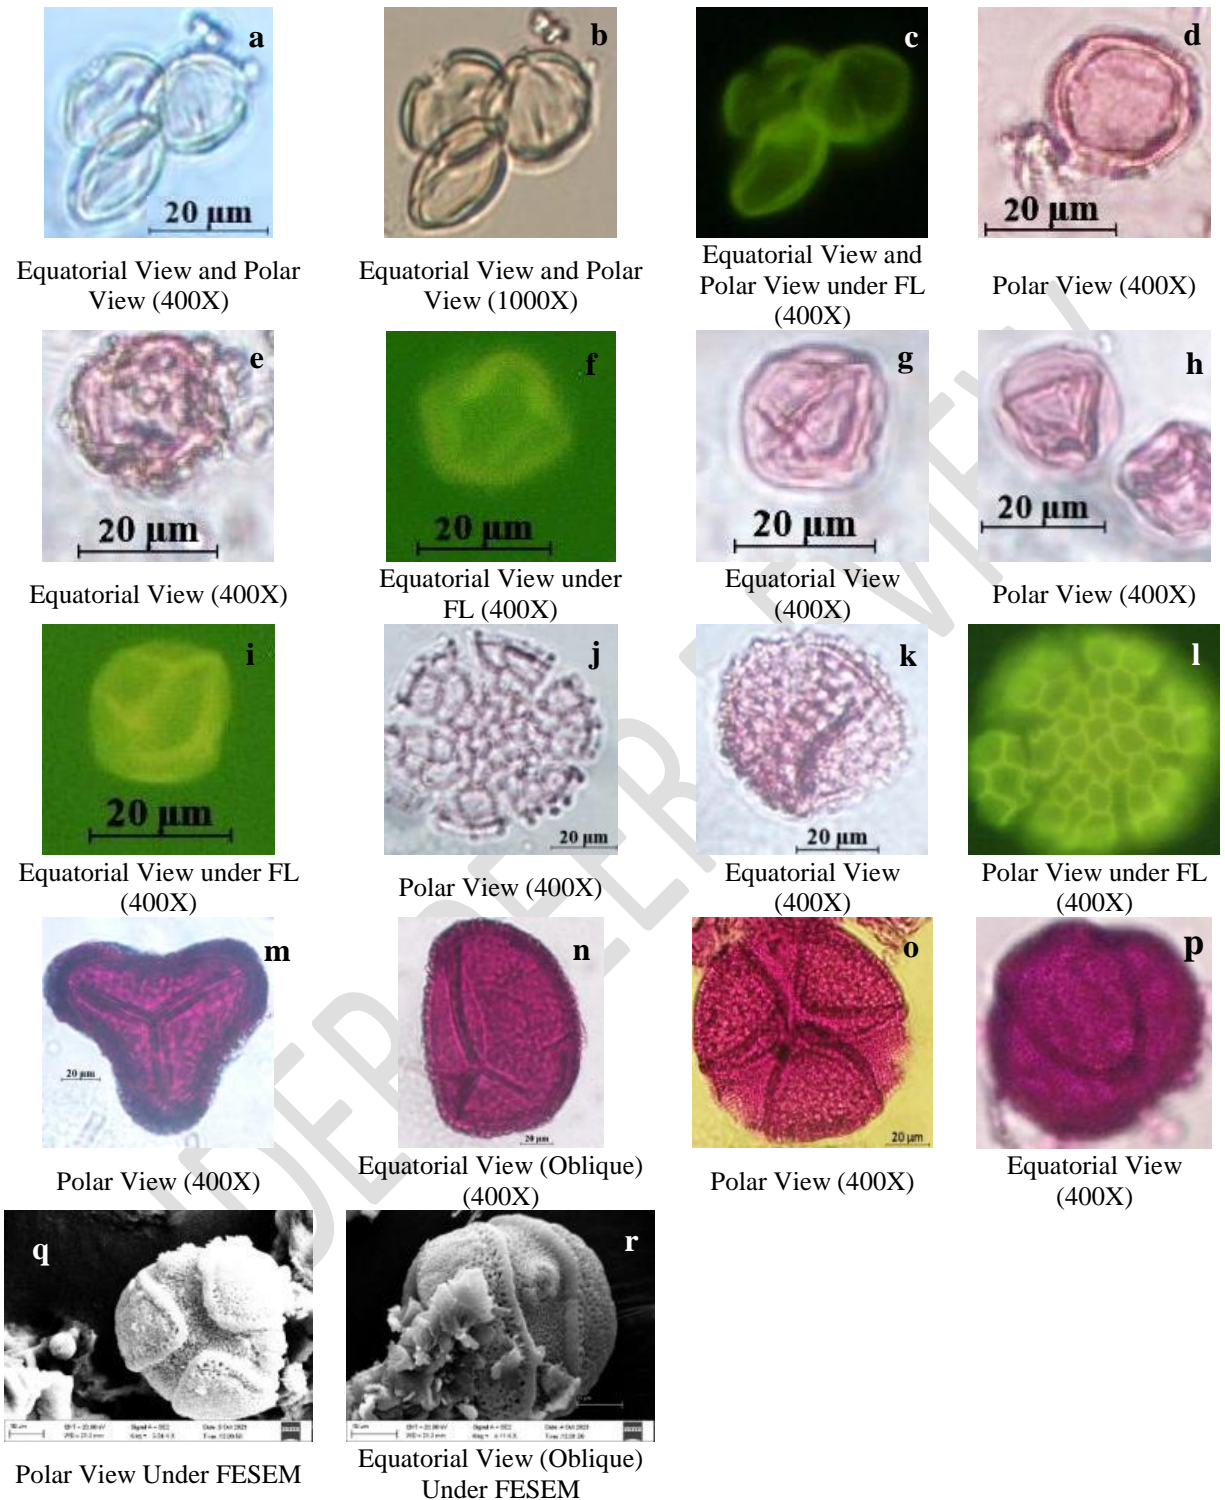 a
b
c
d
20 µm
20 µm
Equatorial View and Polar
View (400X)
Equatorial View and Polar
View (1000X)
Equatorial View and
Polar View under FL
(400X)
Polar View (400X)
e
f
g
h
20 µm
20 µm
20 µm
20 µm
Equatorial View (400X)
Equatorial View under
FL (400X)
Equatorial View
(400X)
Polar View (400X)
i
j
k
l
20 µm
20 µm
20 µm
Equatorial View under FL
(400X)
Polar View (400X)
Equatorial View
(400X)
Polar View under FL
(400X)
m
n
o
p
20 µm
20 µm
20 µm
Polar View (400X)
Equatorial View (Oblique)
(400X)
Polar View (400X)
Equatorial View
(400X)
q
r
Polar View Under FESEM
Equatorial View (Oblique)
Under FESEM
UNDER PEER REVIEW